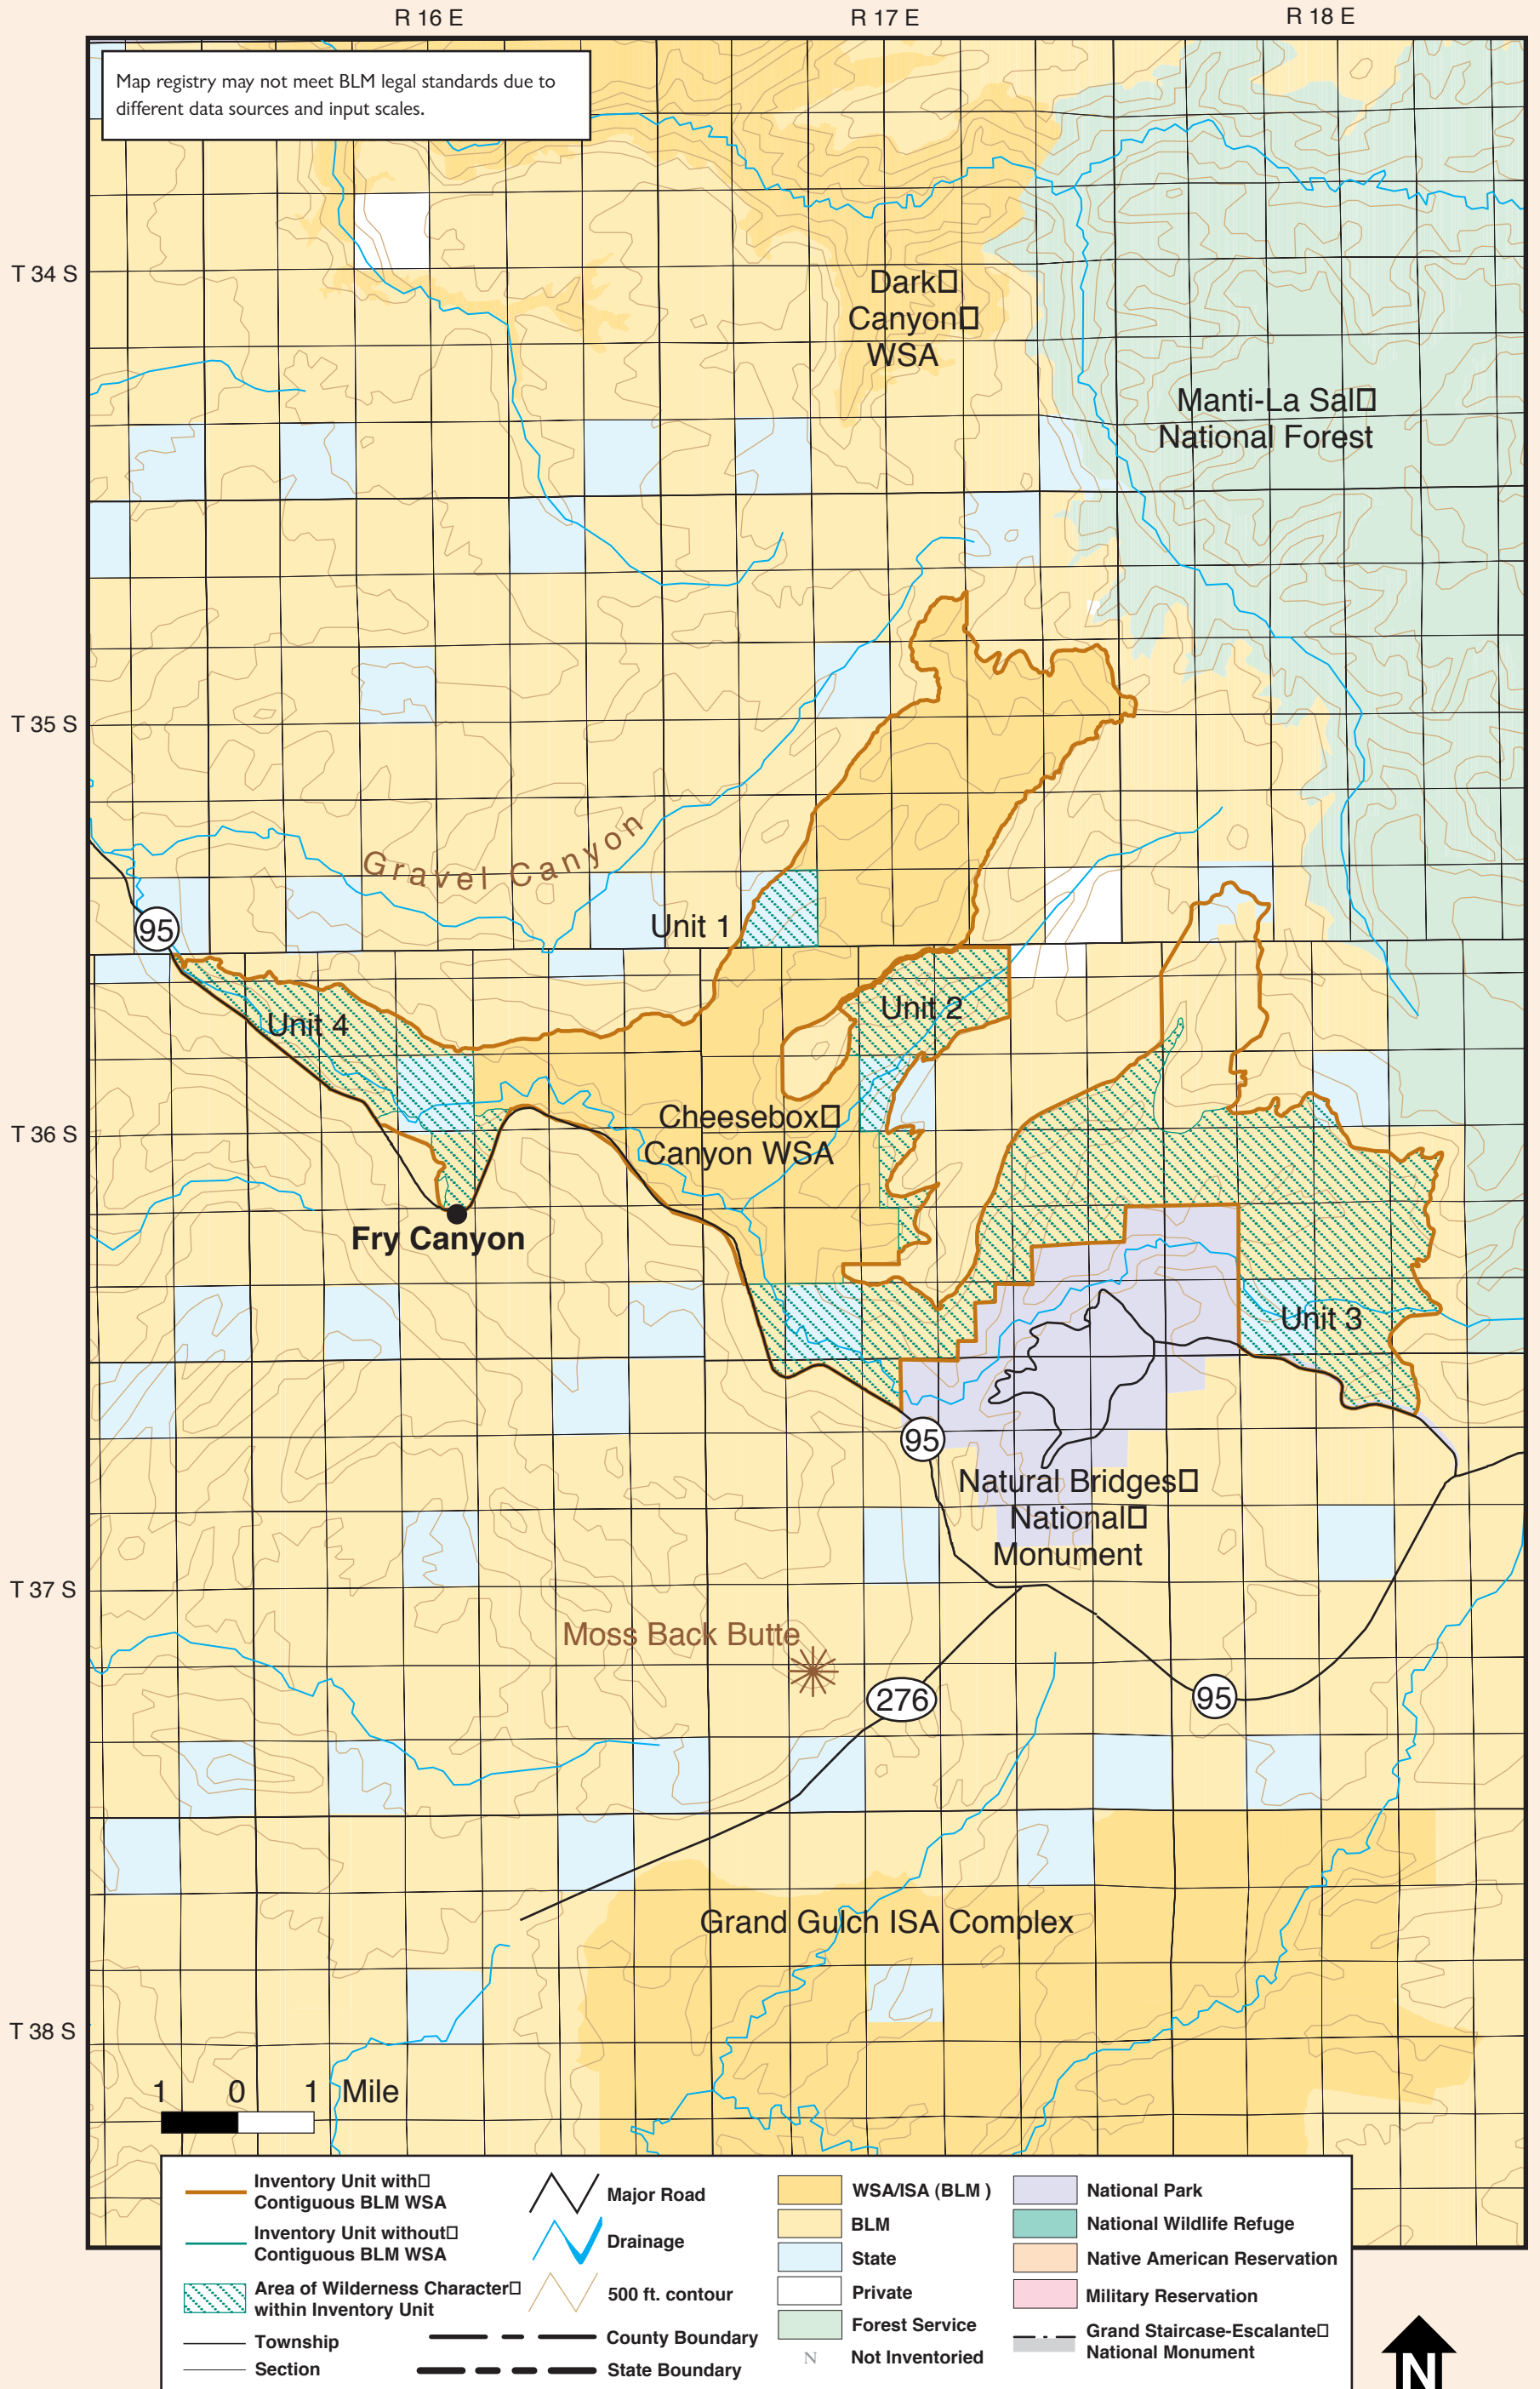 R 16 E
R 17 E
R 18 E
Map registry may not meet BLM legal standards due to
different data sources and input scales.
T 34 S
Dark□
Canyon□
WSA
Manti-La Sal□
National Forest
T 35 S
Gravel Canyon
95
Unit 1
Unit 4
Unit 2
T 36 S
Cheesebox□
Canyon WSA
Fry Canyon
Unit 3
95
Natural Bridges□
National□
Monument
T 37 S
Moss Back Butte
276
95
Grand Gulch ISA Complex
T 38 S
1 0 1 Mile
Inventory Unit with□
Contiguous BLM WSA
Inventory Unit without□
Contiguous BLM WSA
Area of Wilderness Character□
within Inventory Unit
Township
Section
Major Road
Drainage
500 ft. contour
County Boundary
State Boundary
WSA/ISA (BLM )
BLM
State
Private
Forest Service
N Not Inventoried
National Park
National Wildlife Refuge
Native American Reservation
Military Reservation
Grand Staircase-Escalante□
National Monument
N